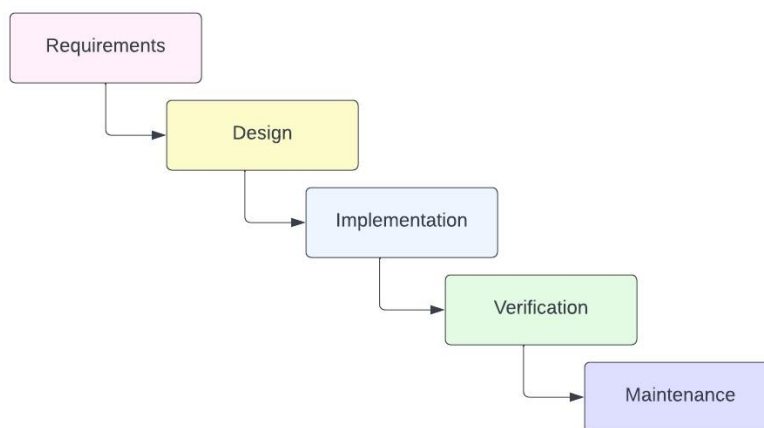 Requirements
Design
Implementation
Verification
Maintenance